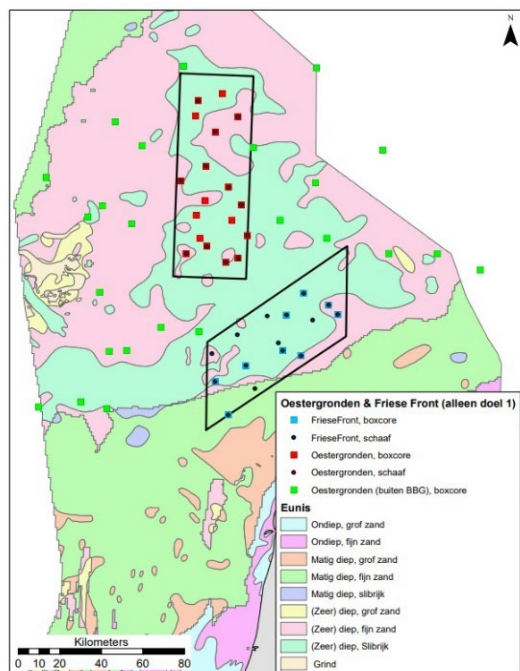 N
Oestergronden & Friese Front (alleen doel 1)
FrieseFront, boxcore
FrieseFront, schaaf
Oestergronden, boxcore
Oestergronden, schaaf
Oestergronden (buiten BBG), boxcore
Eunis
Ondiep, grof zand
Ondiep, fijn zand
Matig diep, grof zand
Matig diep, fijn zand
Matig diep, slibrijk
(Zeer) diep, grof zand
(Zeer) diep, fijn zand
(Zeer) diep, Slibrijk
Grind
Kilometers
0 10 20 40 60 80